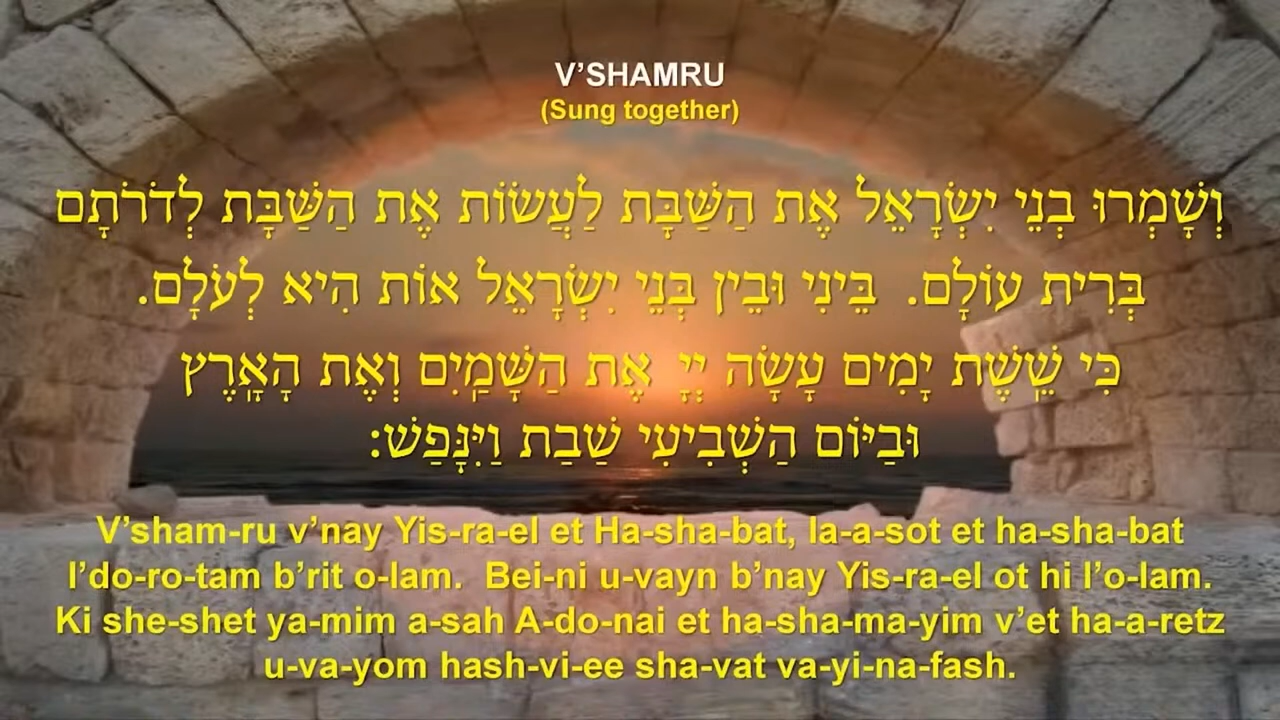 V’SHAMRU
(Sung together)
וְשָׁמְרוּ בְנֵי יִשְׂרָאֵל אֶת הַשַּׁבָּת לַעֲשׂוֹת אֶת הַשַּׁבָּת לְדֹרֹתָם
בְּרִית עוֹלָם. בֵּינִי וּבֵין בְּנֵי יִשְׂרָאֵל אוֹת הִיא לְעֹלָם.
כִּי שֵׁשֶׁת יָמִים עָשָׂה יְיָ אֶת הַשָּׁמַיִם וְאֶת הָאָרֶץ
וּבַיּוֹם הַשְּׁבִיעִי שָׁבַת וַיִּנָּפַשׁ:
V’sham-ru v’nay Yis-ra-el et Ha-sha-bat, la-a-sot et ha-sha-bat
l’do-ro-tam b’rit o-lam. Bei-ni u-vayn b’nay Yis-ra-el ot hi l’o-lam.
Ki she-shet ya-mim a-sah A-do-nai et ha-sha-ma-yim v’et ha-a-retz
u-va-yom hash-vi-ee sha-vat va-yi-na-fash.